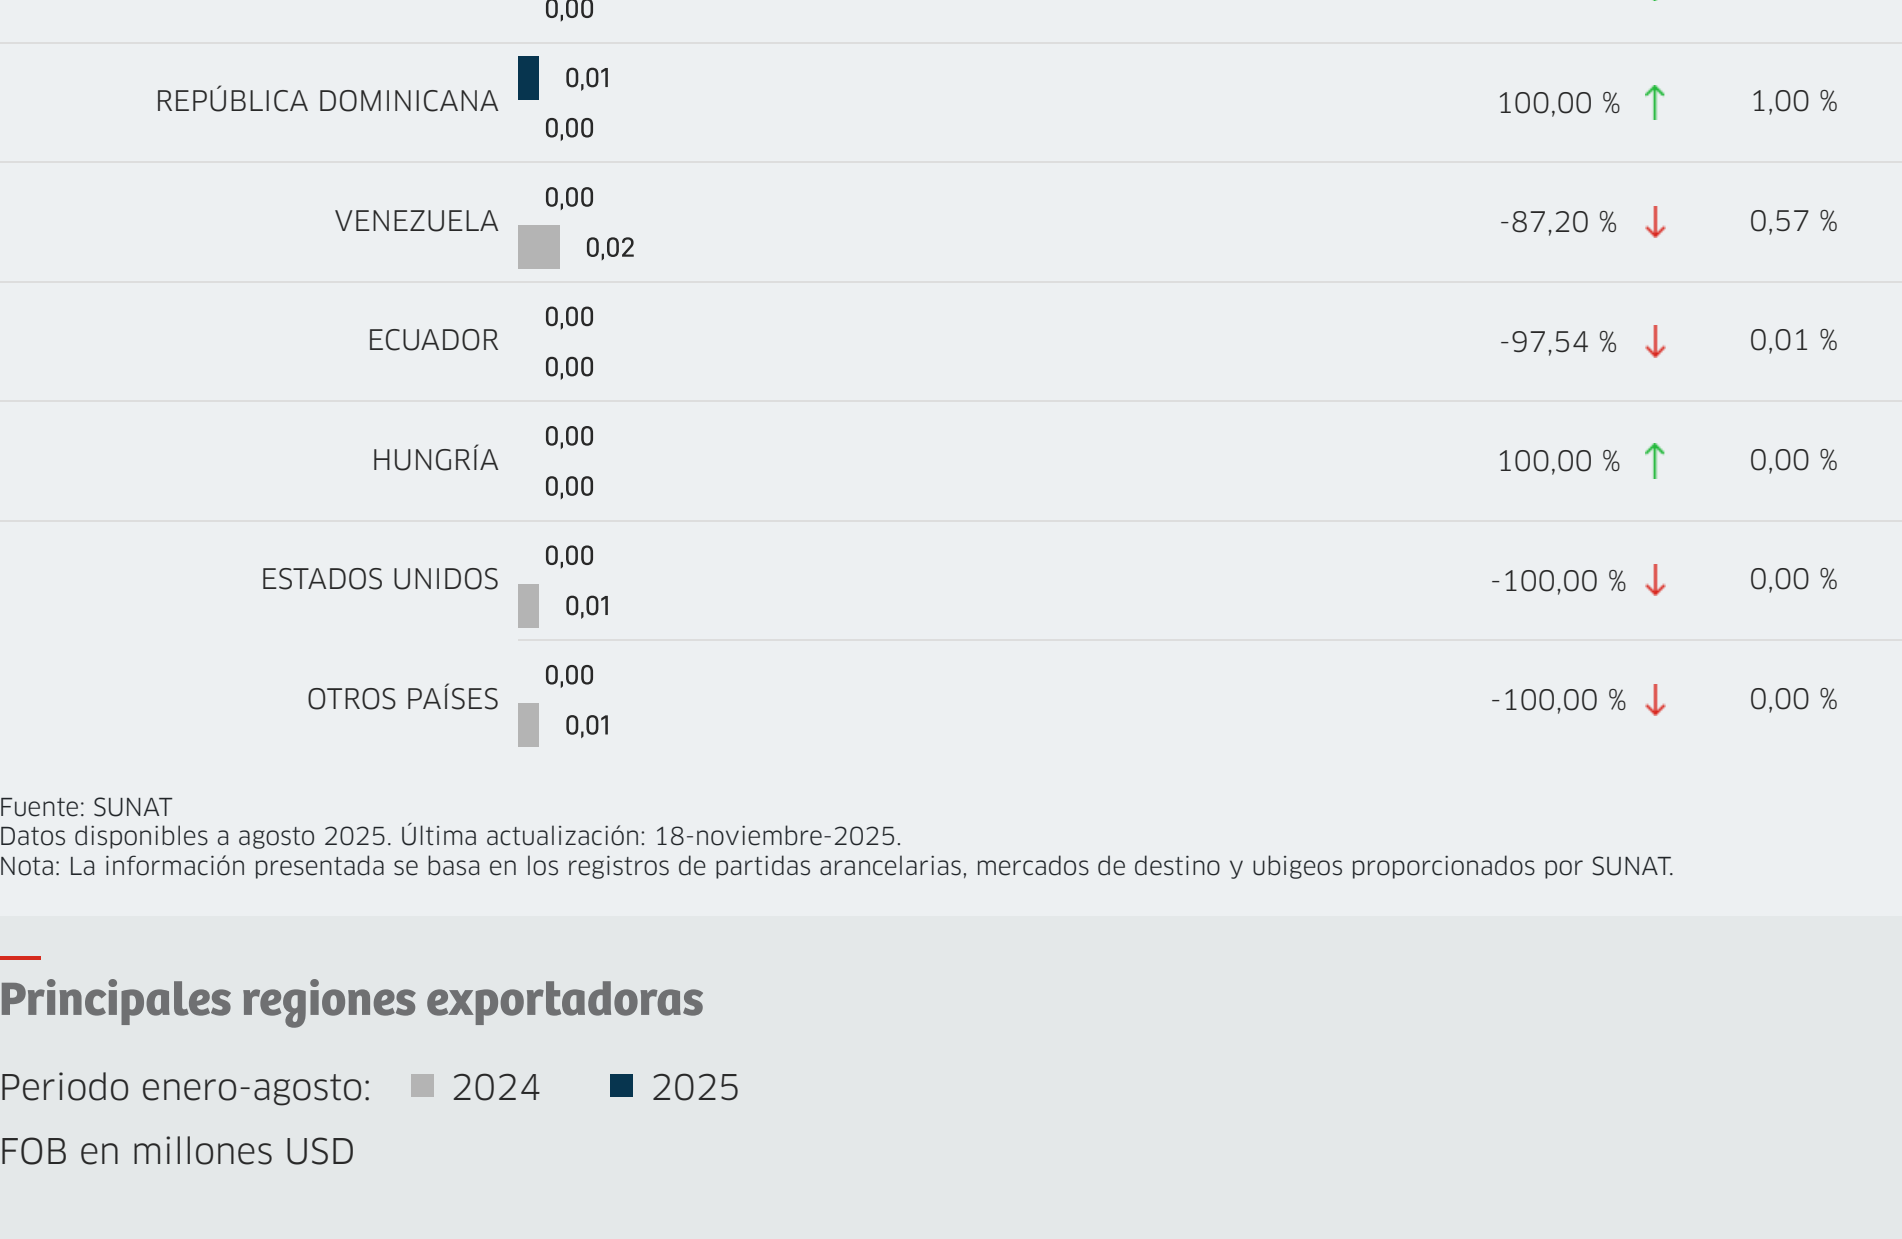 0,00
0,01
REPÚBLICA DOMINICANA 100,00 % ↑ 1,00 %
0,00
0,00
VENEZUELA -87,20 % ↓ 0,57 %
0,02
0,00
ECUADOR -97,54 % ↓ 0,01 %
0,00
0,00
HUNGRÍA 100,00 % ↑ 0,00 %
0,00
0,00
ESTADOS UNIDOS -100,00 % ↓ 0,00 %
0,01
0,00
OTROS PAÍSES -100,00 % ↓ 0,00 %
0,01
Fuente: SUNAT
Datos disponibles a agosto 2025. Última actualización: 18-noviembre-2025.
Nota: La información presentada se basa en los registros de partidas arancelarias, mercados de destino y ubigeos proporcionados por SUNAT.
Principales regiones exportadoras
Periodo enero-agosto: 2024 2025
FOB en millones USD